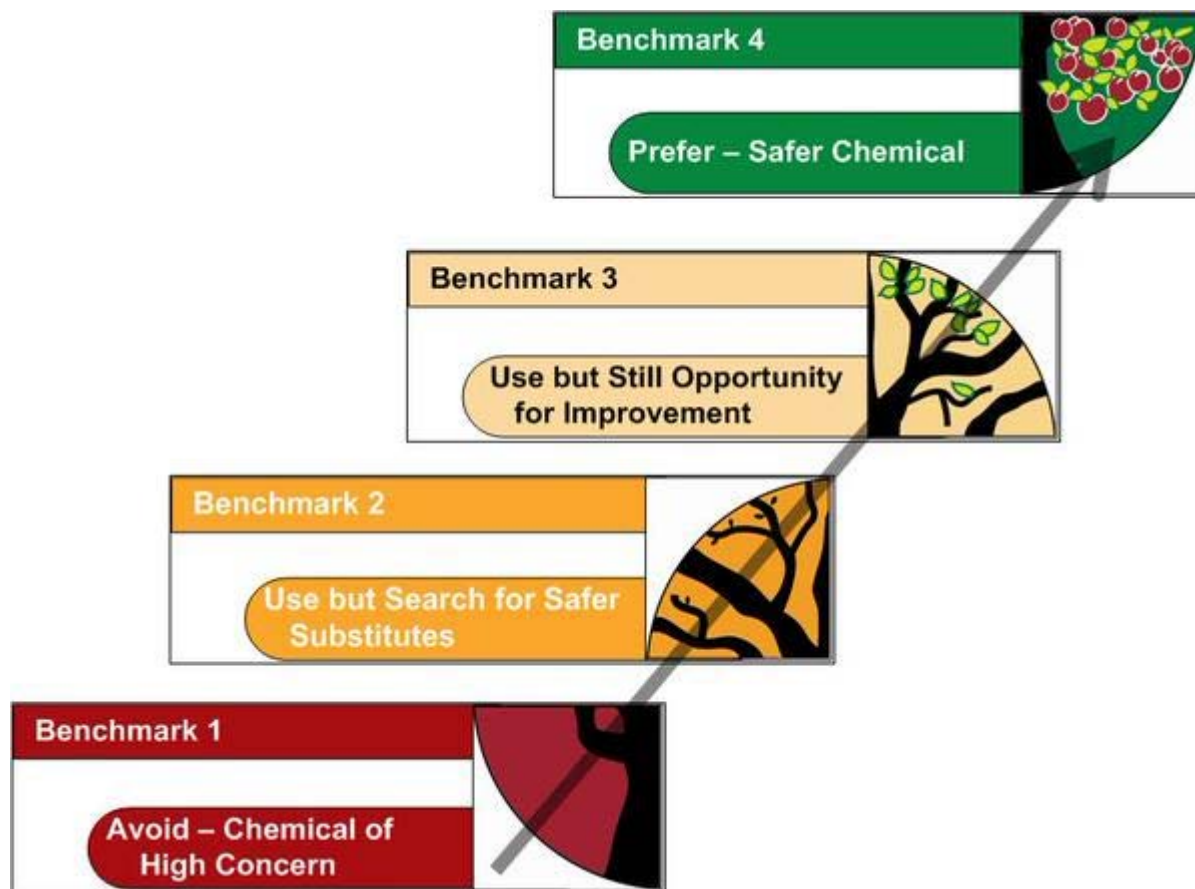 Benchmark 4
Prefer – Safer Chemical
Benchmark 3
Use but Still Opportunity
for Improvement
Benchmark 2
Use but Search for Safer
Substitutes
Benchmark 1
Avoid – Chemical of
High Concern